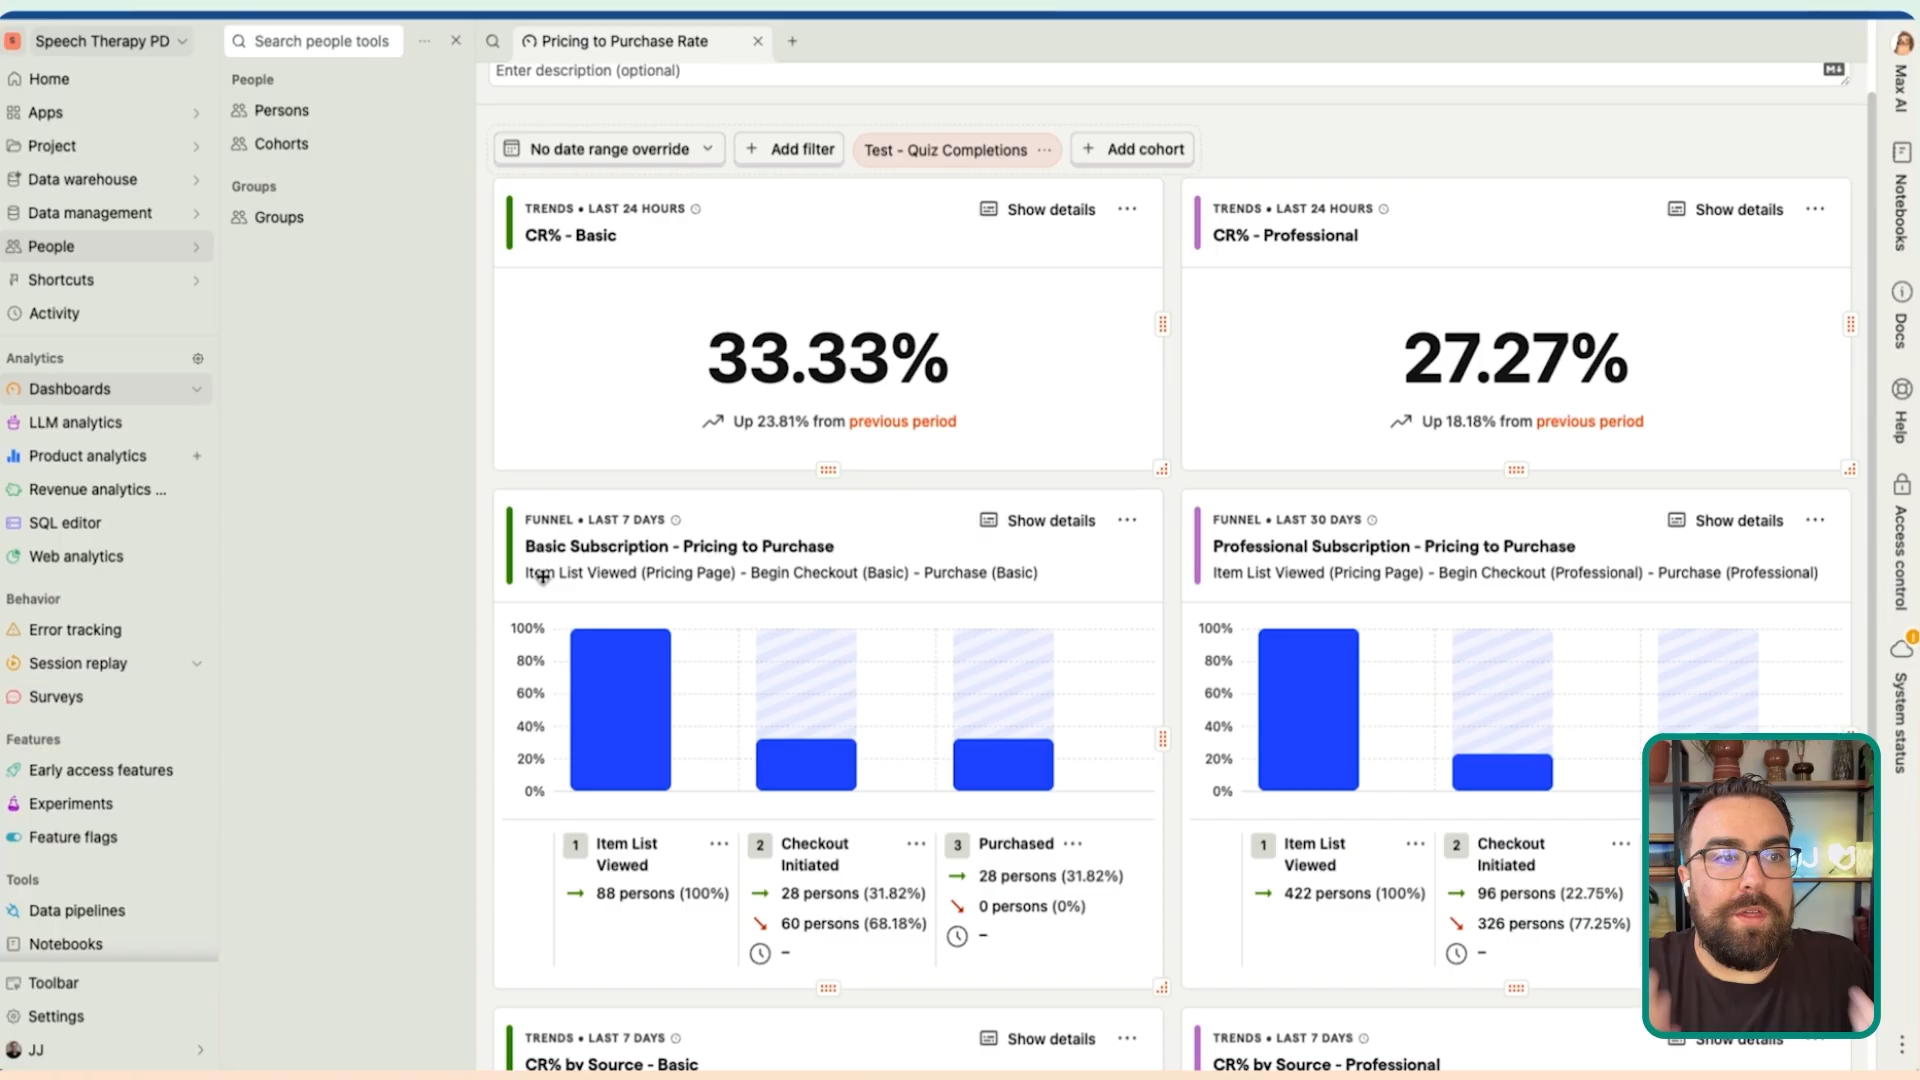 Speech Therapy PD
Home
Apps
Project
Data warehouse
Data management
People
Shortcuts
Activity
Analytics
Dashboards
LLM analytics
Product analytics
Revenue analytics ...
SQL editor
Web analytics
Behavior
Error tracking
Session replay
Surveys
Features
Early access features
Experiments
Feature flags
Tools
Data pipelines
Notebooks
Toolbar
Settings
JJ
Search people tools
People
Persons
Cohorts
Groups
Groups
Pricing to Purchase Rate
Enter description (optional)
No date range override
Add filter
Test - Quiz Completions
Add cohort
TRENDS • LAST 24 HOURS
Show details
CR% - Basic
33.33%
Up 23.81% from previous period
TRENDS • LAST 24 HOURS
Show details
CR% - Professional
27.27%
Up 18.18% from previous period
FUNNEL • LAST 7 DAYS
Show details
Basic Subscription - Pricing to Purchase
Item List Viewed (Pricing Page) - Begin Checkout (Basic) - Purchase (Basic)
100%
80%
60%
40%
20%
0%
1 Item List Viewed
88 persons (100%)
2 Checkout Initiated
28 persons (31.82%)
60 persons (68.18%)
–
3 Purchased
28 persons (31.82%)
0 persons (0%)
–
FUNNEL • LAST 30 DAYS
Show details
Professional Subscription - Pricing to Purchase
Item List Viewed (Pricing Page) - Begin Checkout (Professional) - Purchase (Professional)
100%
80%
60%
40%
20%
0%
1 Item List Viewed
422 persons (100%)
2 Checkout Initiated
96 persons (22.75%)
326 persons (77.25%)
–
TRENDS • LAST 7 DAYS
Show details
CR% by Source - Basic
TRENDS • LAST 7 DAYS
Show details
CR% by Source - Professional
Max AI
Notebooks
Docs
Help
Access control
System status